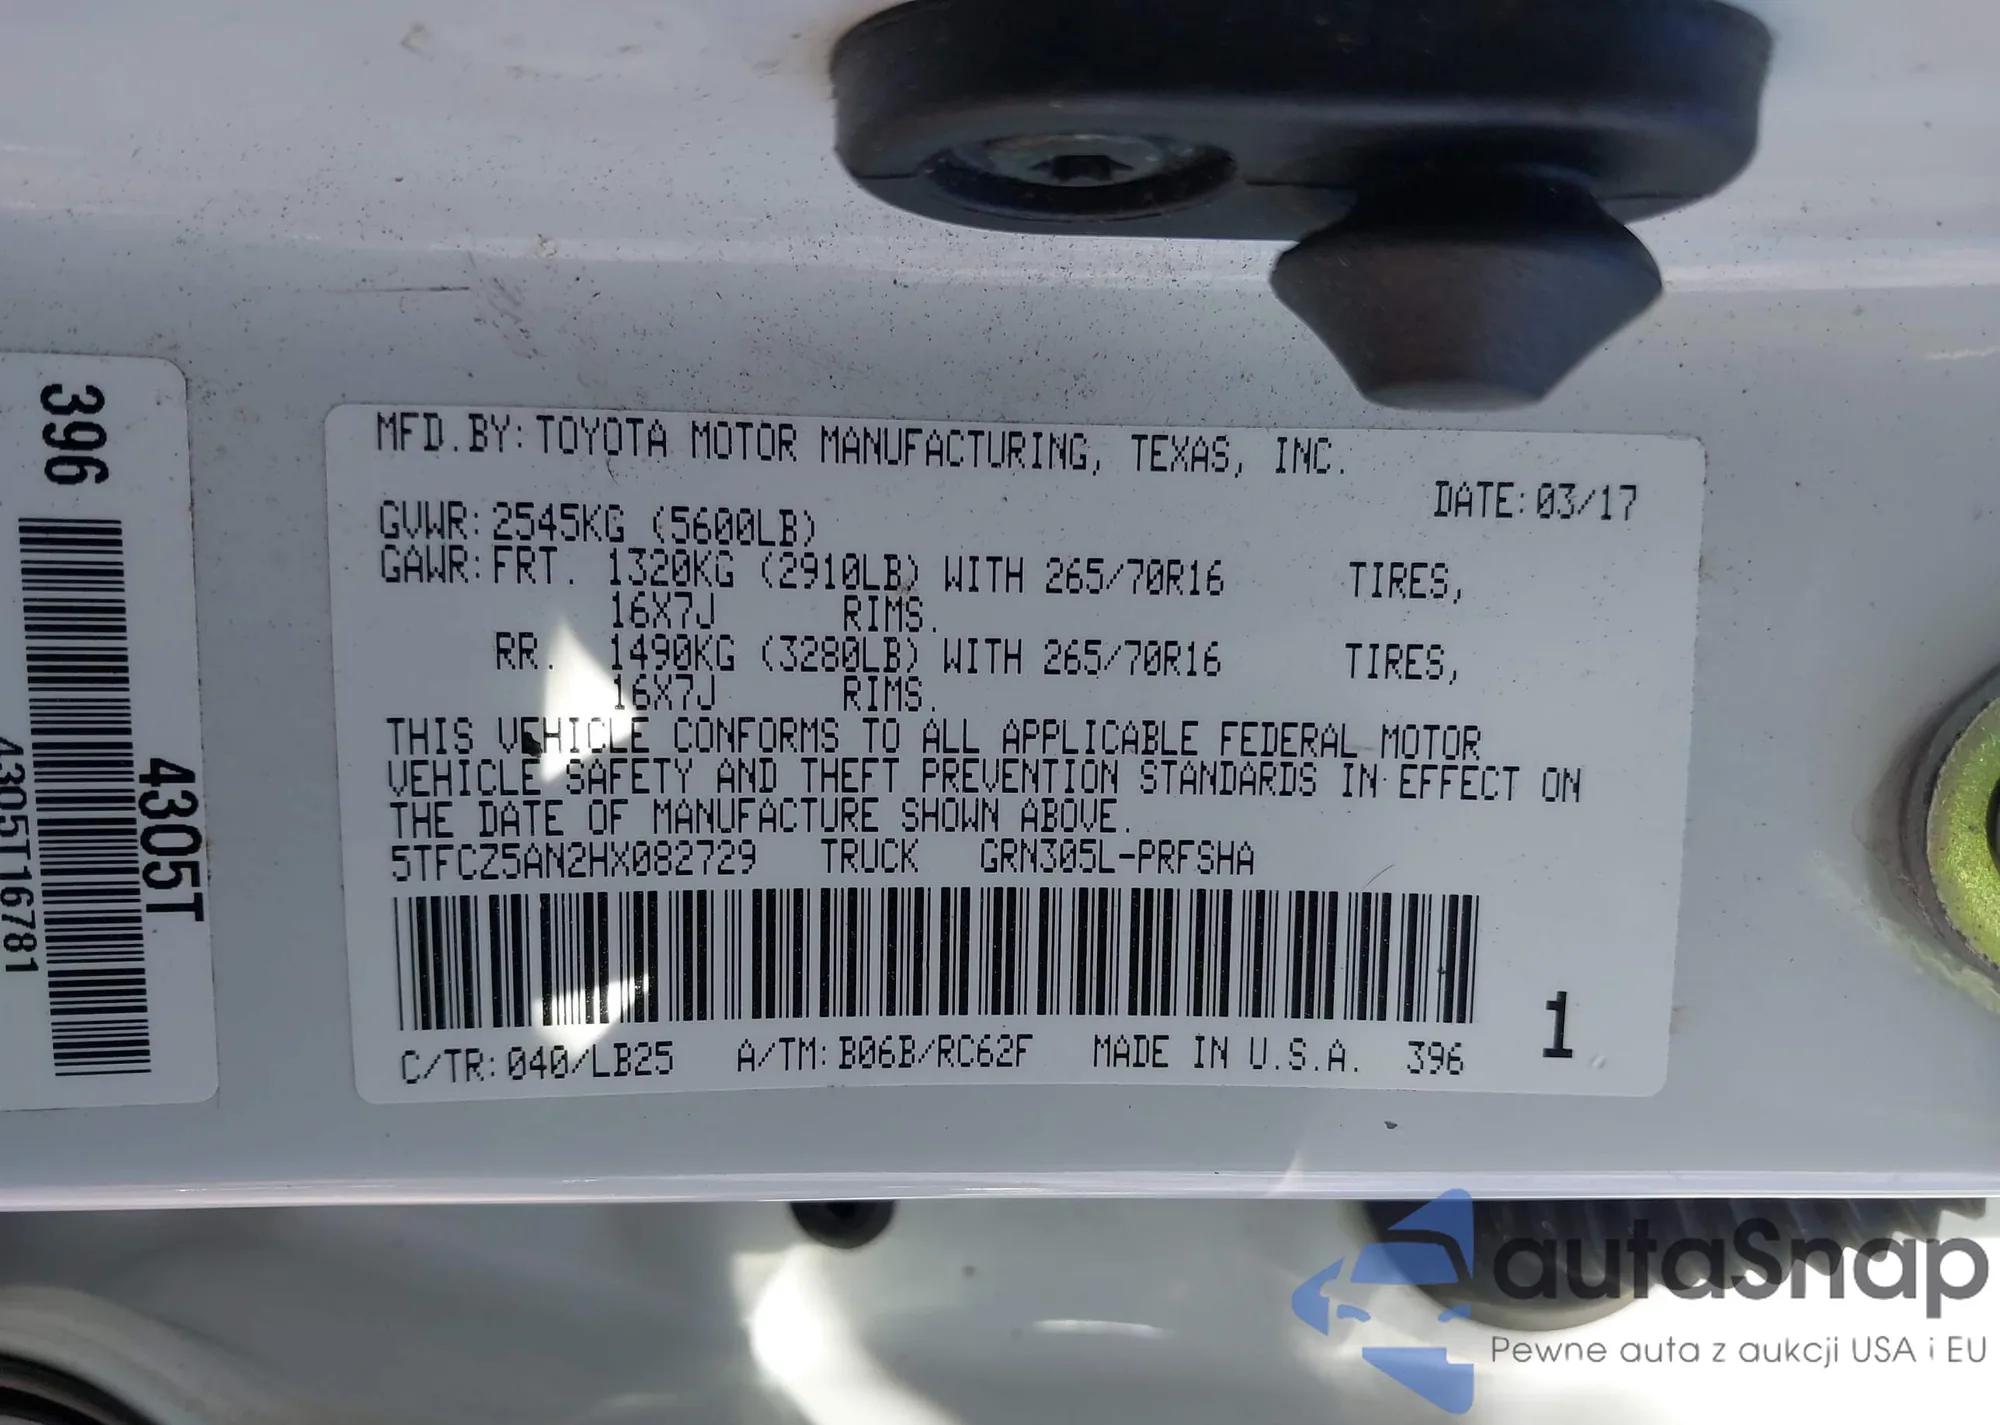 396
4305T
4305T16781
MFD.BY:TOYOTA MOTOR MANUFACTURING, TEXAS, INC.
DATE:03/17
GVWR:2545KG (5600LB)
GAWR:FRT. 1320KG (2910LB) WITH 265/70R16 TIRES,
16X7J RIMS.
RR. 1490KG (3280LB) WITH 265/70R16 TIRES,
16X7J RIMS.
THIS VEHICLE CONFORMS TO ALL APPLICABLE FEDERAL MOTOR
VEHICLE SAFETY AND THEFT PREVENTION STANDARDS IN EFFECT ON
THE DATE OF MANUFACTURE SHOWN ABOVE.
5TFCZ5AN2HX082729 TRUCK GRN305L-PRFSHA
C/TR:040/LB25 A/TM:B06B/RC62F MADE IN U.S.A. 396
1
autaSnap
Pewne auta z aukcji USA i EU